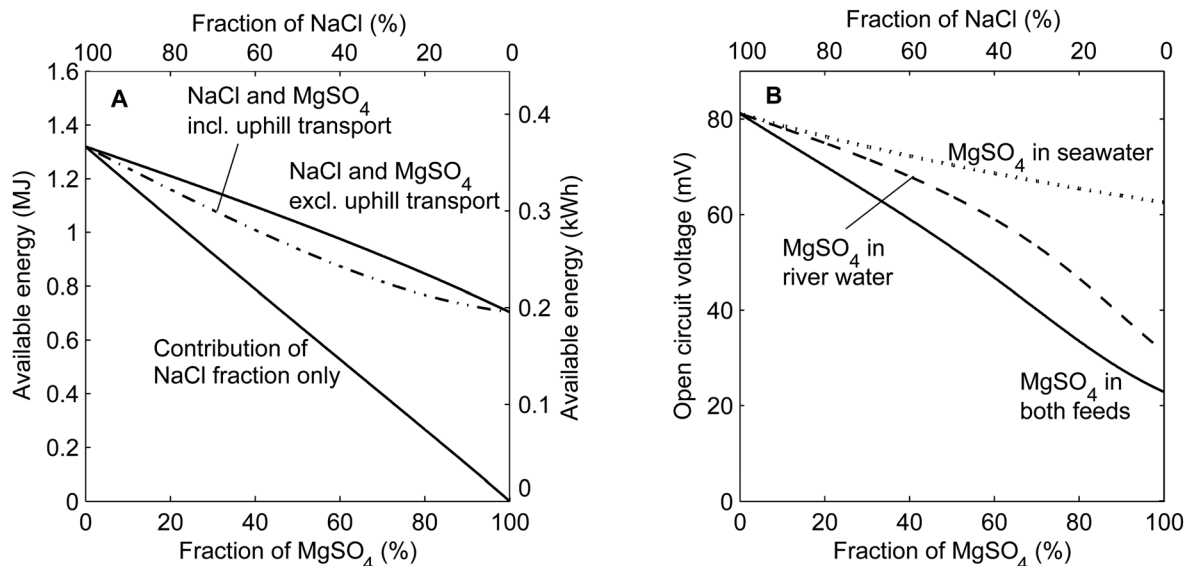 Fraction of NaCl (%)
100 80 60 40 20 0
1.6
1.4
1.2
1
0.8
0.6
0.4
0.2
0
Available energy (MJ)
A
NaCl and MgSO4
incl. uphill transport
NaCl and MgSO4
excl. uphill transport
Contribution of
NaCl fraction only
0.4
0.3
0.2
0.1
0
Available energy (kWh)
0 20 40 60 80 100
Fraction of MgSO4 (%)
Fraction of NaCl (%)
100 80 60 40 20 0
80
60
40
20
0
Open circuit voltage (mV)
B
MgSO4 in seawater
MgSO4 in
river water
MgSO4 in
both feeds
0 20 40 60 80 100
Fraction of MgSO4 (%)